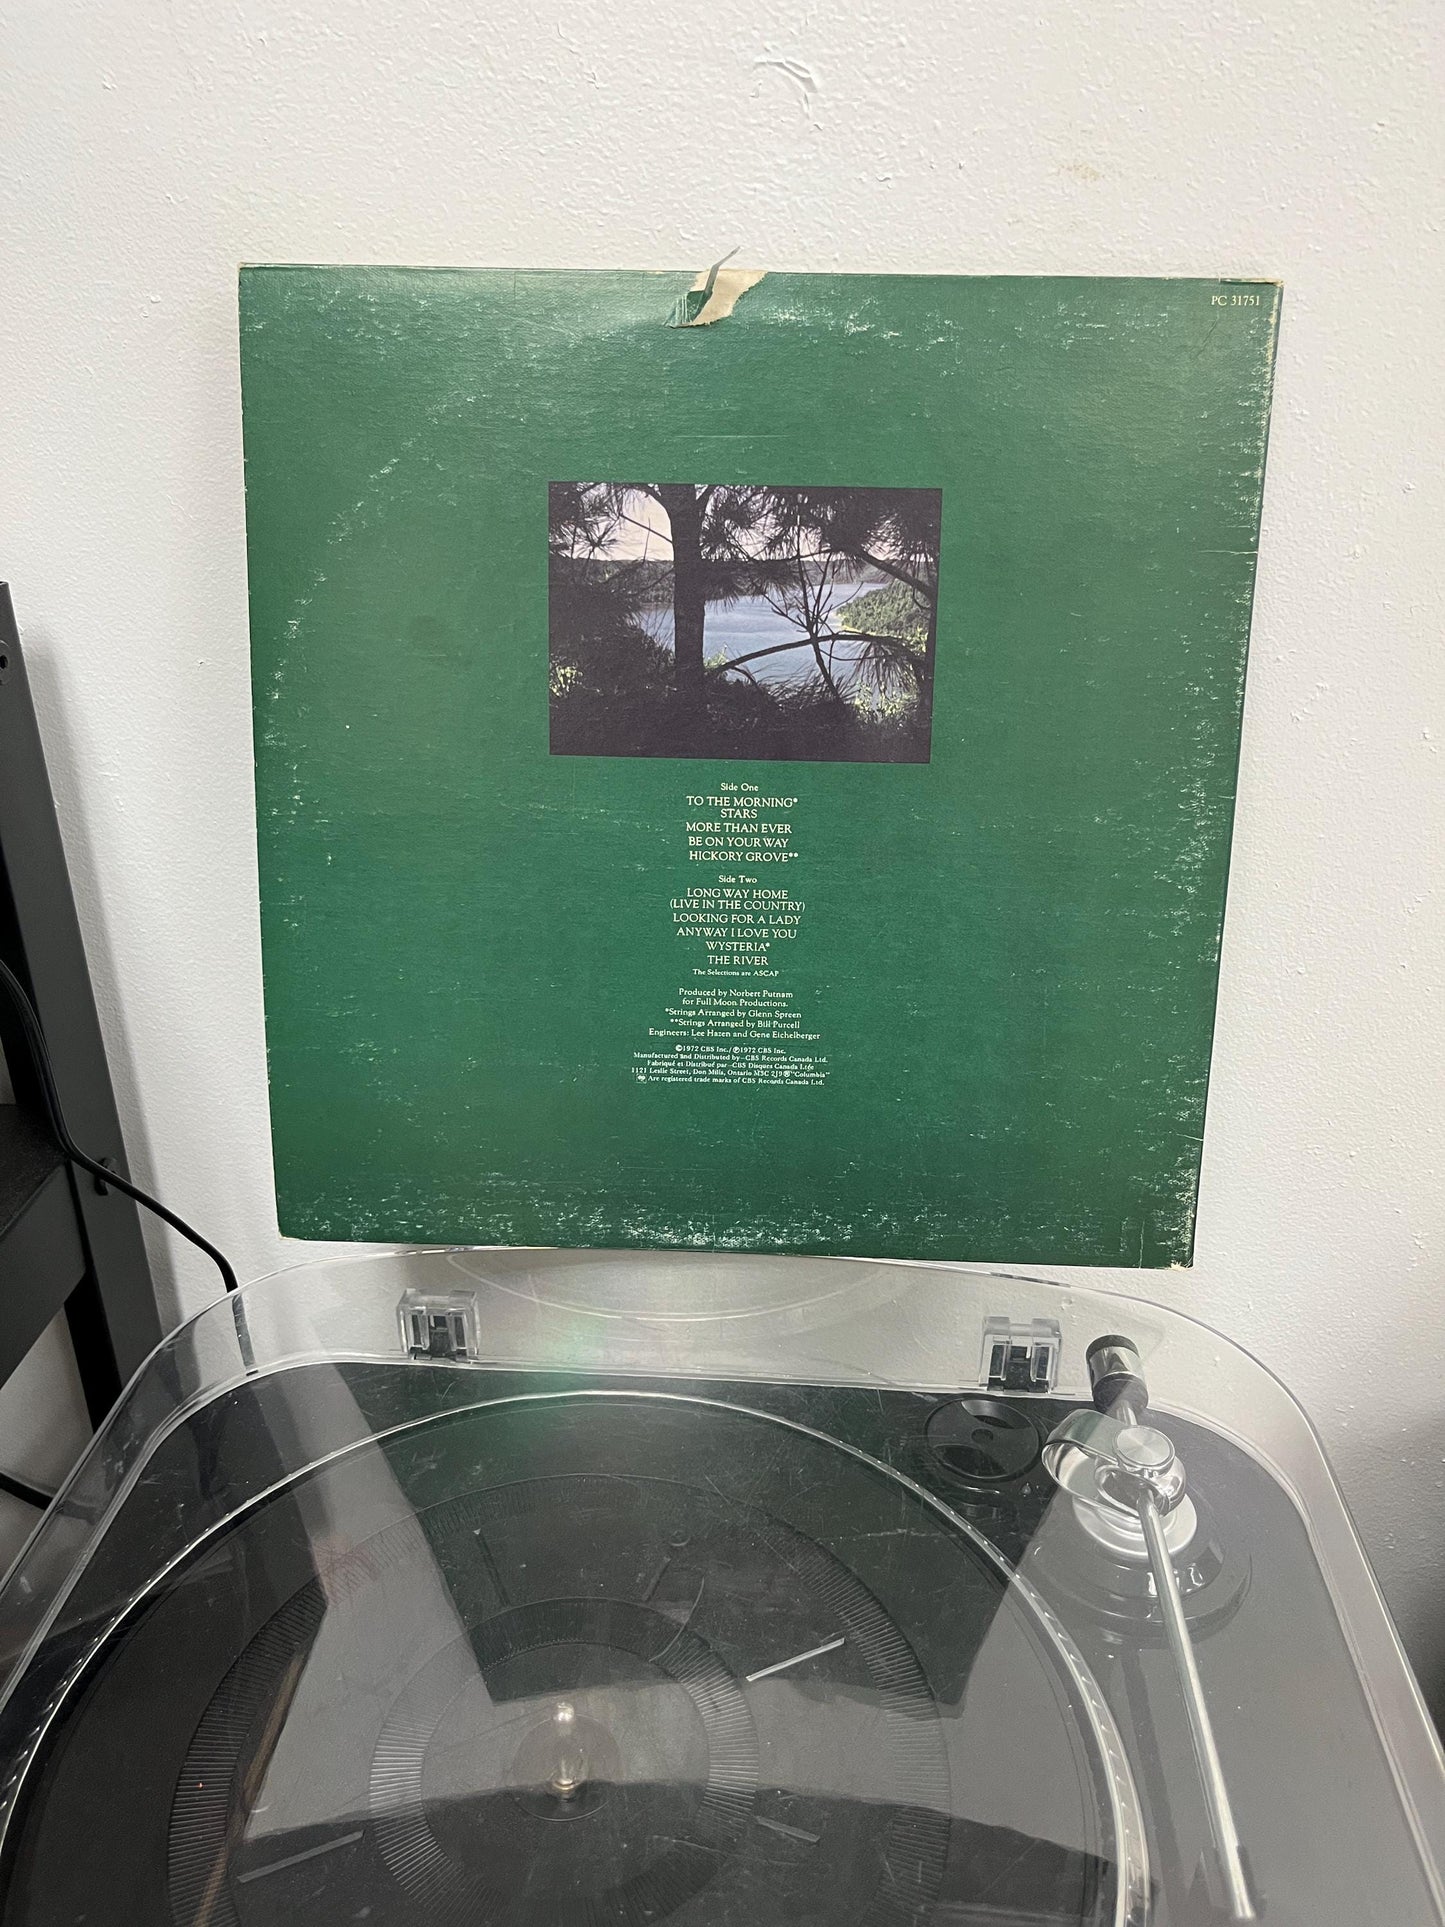 PC 31751
Side One
TO THE MORNING*
STARS
MORE THAN EVER
BE ON YOUR WAY
HICKORY GROVE**
Side Two
LONG WAY HOME
(LIVE IN THE COUNTRY)
LOOKING FOR A LADY
ANYWAY I LOVE YOU
WYSTERIA*
THE RIVER
The Selections are ASCAP
Produced by Norbert Putnam
for Full Moon Productions.
*Strings Arranged by Glenn Spreen
**Strings Arranged by Bill Purcell
Engineers: Lee Hazen and Gene Eichelberger
©1972 CBS Inc./℗1972 CBS Inc.
Manufactured and Distributed by—CBS Records Canada Ltd.
Fabriqué et Distribué par—CBS Disques Canada Ltée
1121 Leslie Street, Don Mills, Ontario M3C 2J9 ® "Columbia"
Are registered trade marks of CBS Records Canada Ltd.